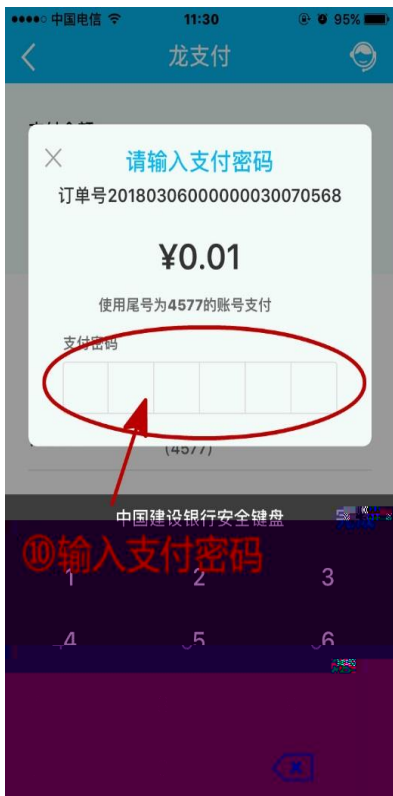 中国电信 11:30 95%
龙支付
请输入支付密码
订单号20180306000000030070568
¥0.01
使用尾号为4577的账号支付
支付密码
(4577)
中国建设银行安全键盘
⑩输入支付密码
1 2 3
4 5 6